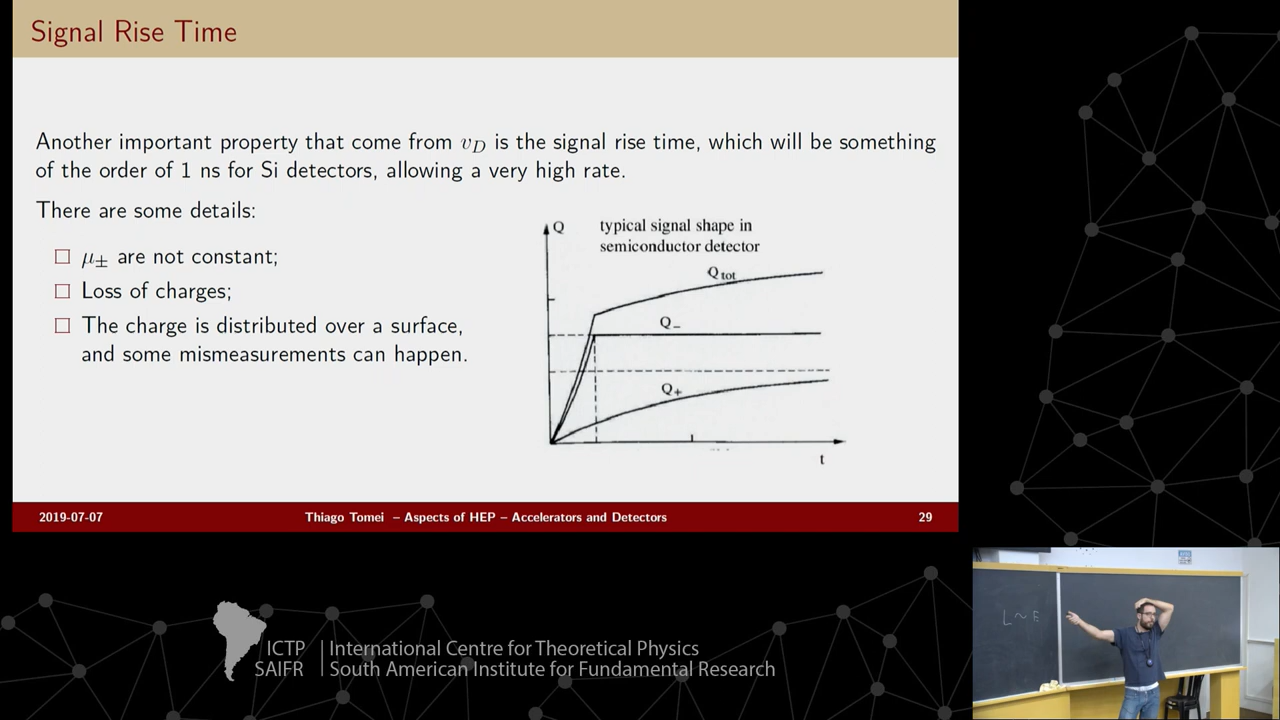 Signal Rise Time
Another important property that come from v_D is the signal rise time, which will be something
of the order of 1 ns for Si detectors, allowing a very high rate.
There are some details:
□ μ± are not constant;
□ Loss of charges;
□ The charge is distributed over a surface,
and some mismeasurements can happen.
Q
typical signal shape in
semiconductor detector
Q_tot
Q_−
Q_+
t
2019-07-07
Thiago Tomei – Aspects of HEP – Accelerators and Detectors
29
L ~ E
ICTP
SAIFR
International Centre for Theoretical Physics
South American Institute for Fundamental Research